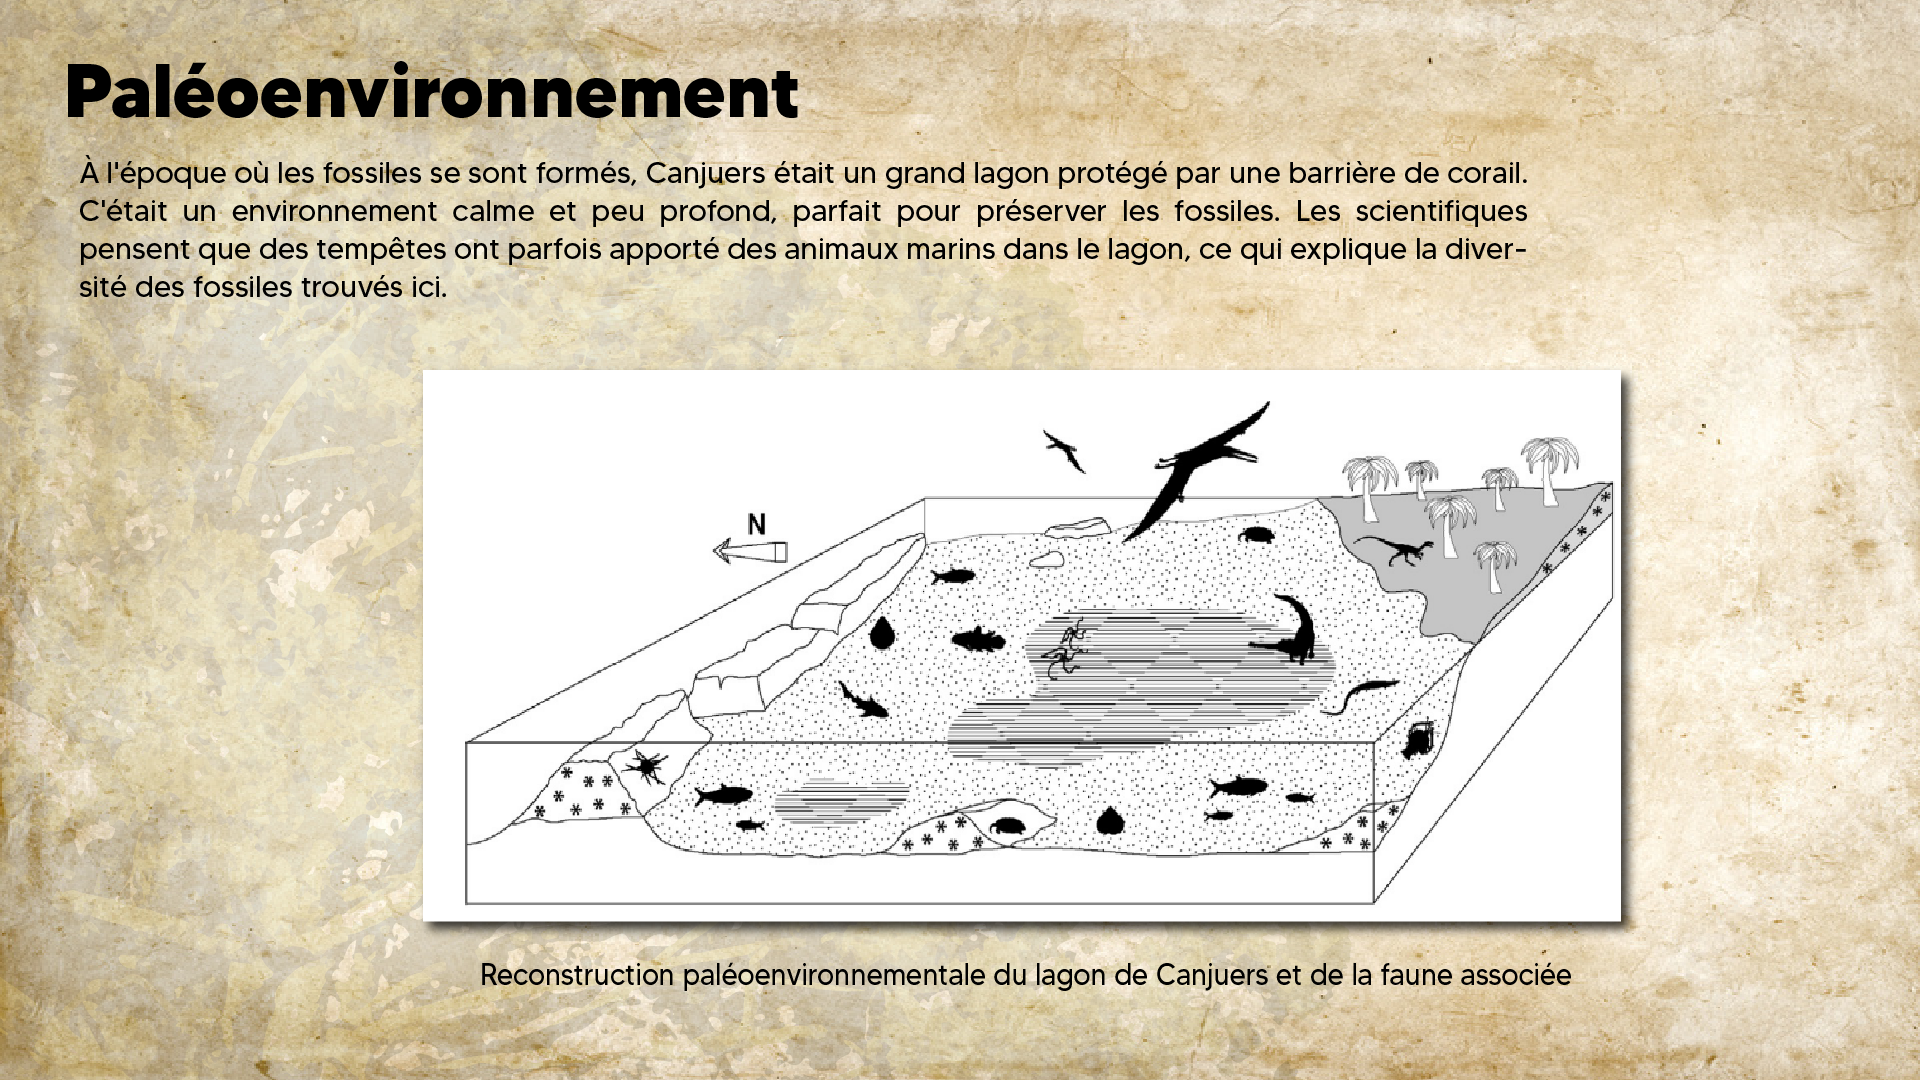 Paléoenvironnement
À l'époque où les fossiles se sont formés, Canjuers était un grand lagon protégé par une barrière de corail.
C'était un environnement calme et peu profond, parfait pour préserver les fossiles. Les scientifiques
pensent que des tempêtes ont parfois apporté des animaux marins dans le lagon, ce qui explique la diver-
sité des fossiles trouvés ici.
N
Reconstruction paléoenvironnementale du lagon de Canjuers et de la faune associée